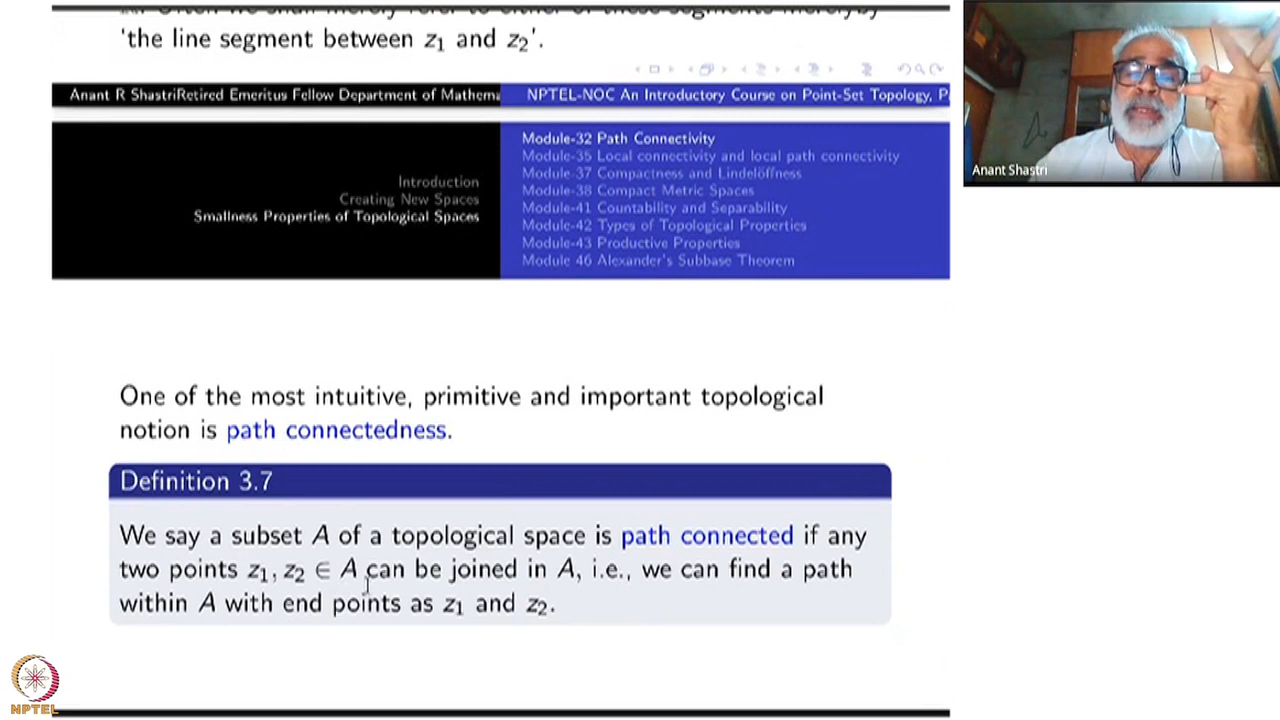 'the line segment between z₁ and z₂'.
Anant R ShastriRetired Emeritus Fellow Department of Mathema
NPTEL-NOC An Introductory Course on Point-Set Topology, P
Introduction
Creating New Spaces
Smallness Properties of Topological Spaces
Module-32 Path Connectivity
Module-35 Local connectivity and local path connectivity
Module-37 Compactness and Lindelöffness
Module-38 Compact Metric Spaces
Module-41 Countability and Separability
Module-42 Types of Topological Properties
Module-43 Productive Properties
Module 46 Alexander's Subbase Theorem
Anant Shastri
One of the most intuitive, primitive and important topological
notion is path connectedness.
Definition 3.7
We say a subset A of a topological space is path connected if any
two points z₁, z₂ ∈ A can be joined in A, i.e., we can find a path
within A with end points as z₁ and z₂.
NPTEL